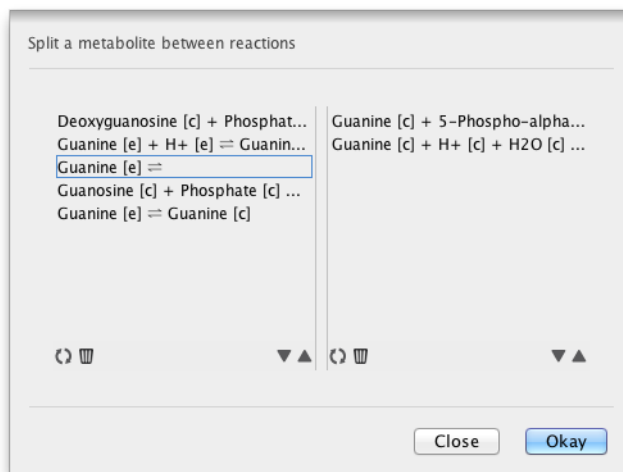 Split a metabolite between reactions
Deoxyguanosine [c] + Phosphat...
Guanine [e] + H+ [e] ⇌ Guanin...
Guanine [e] ⇌
Guanosine [c] + Phosphate [c] ...
Guanine [e] ⇌ Guanine [c]
Guanine [c] + 5-Phospho-alpha...
Guanine [c] + H+ [c] + H2O [c] ...
Close
Okay